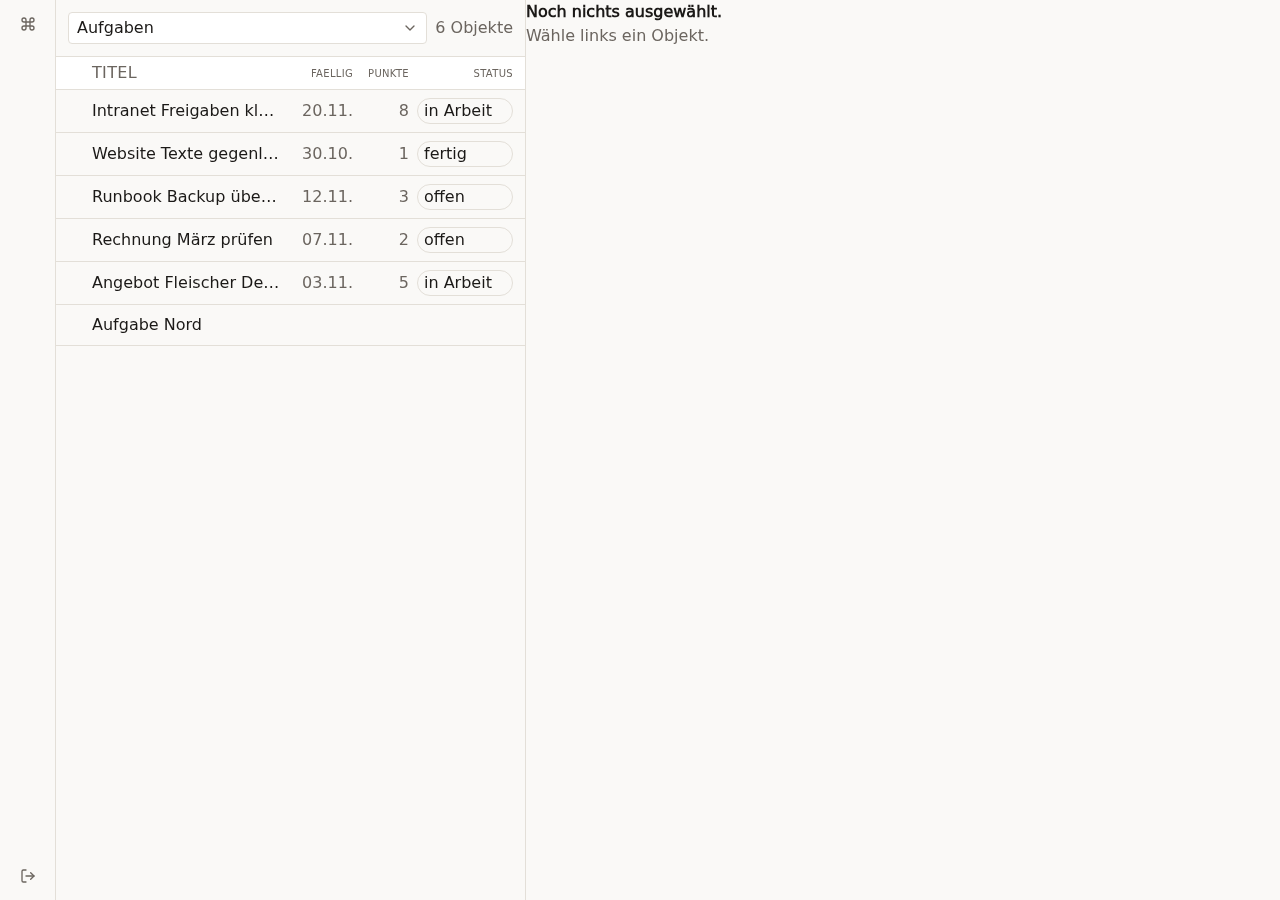 ⌘
Aufgaben 6 Objekte
TITEL FAELLIG PUNKTE STATUS
Intranet Freigaben kl… 20.11. 8 in Arbeit
Website Texte gegenl… 30.10. 1 fertig
Runbook Backup übe… 12.11. 3 offen
Rechnung März prüfen 07.11. 2 offen
Angebot Fleischer De… 03.11. 5 in Arbeit
Aufgabe Nord
Noch nichts ausgewählt.
Wähle links ein Objekt.